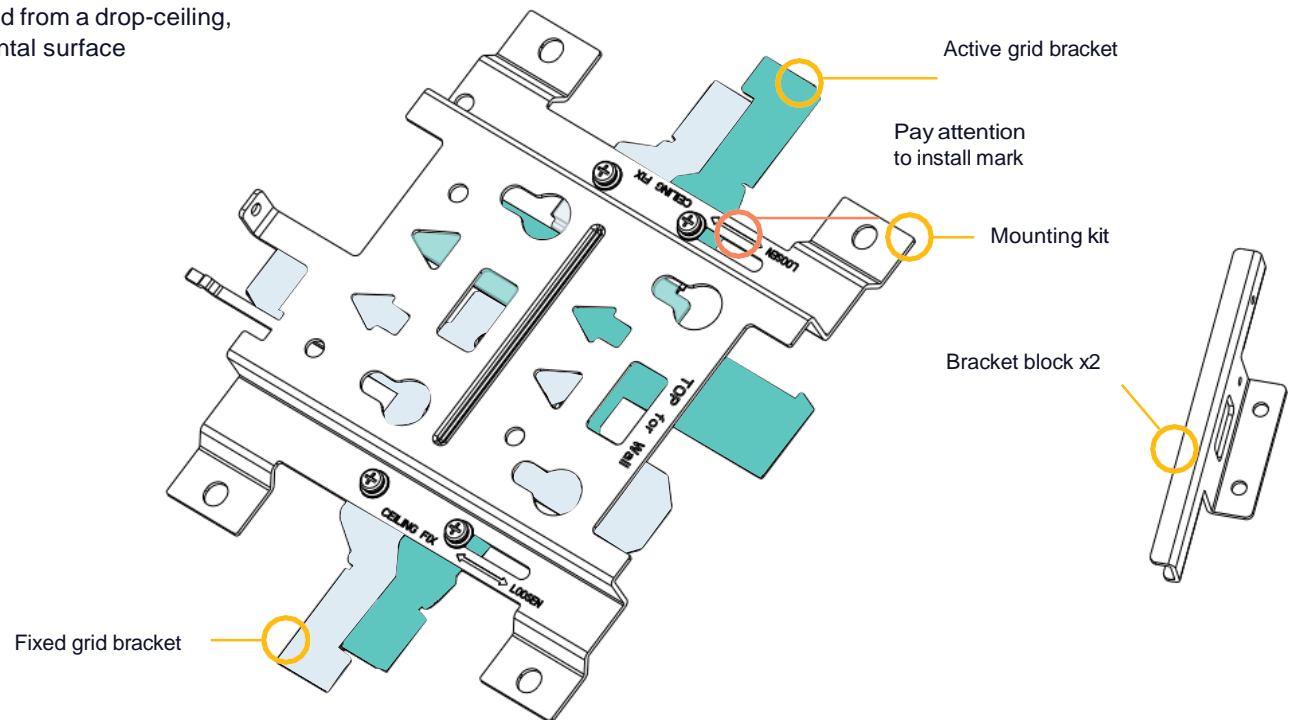 d from a drop-ceiling,
ntal surface
Active grid bracket
Pay attention
to install mark
CEILING FIX
LOOSEN
Mounting kit
Bracket block x2
TOP for Wall
CEILING FIX
LOOSEN
Fixed grid bracket